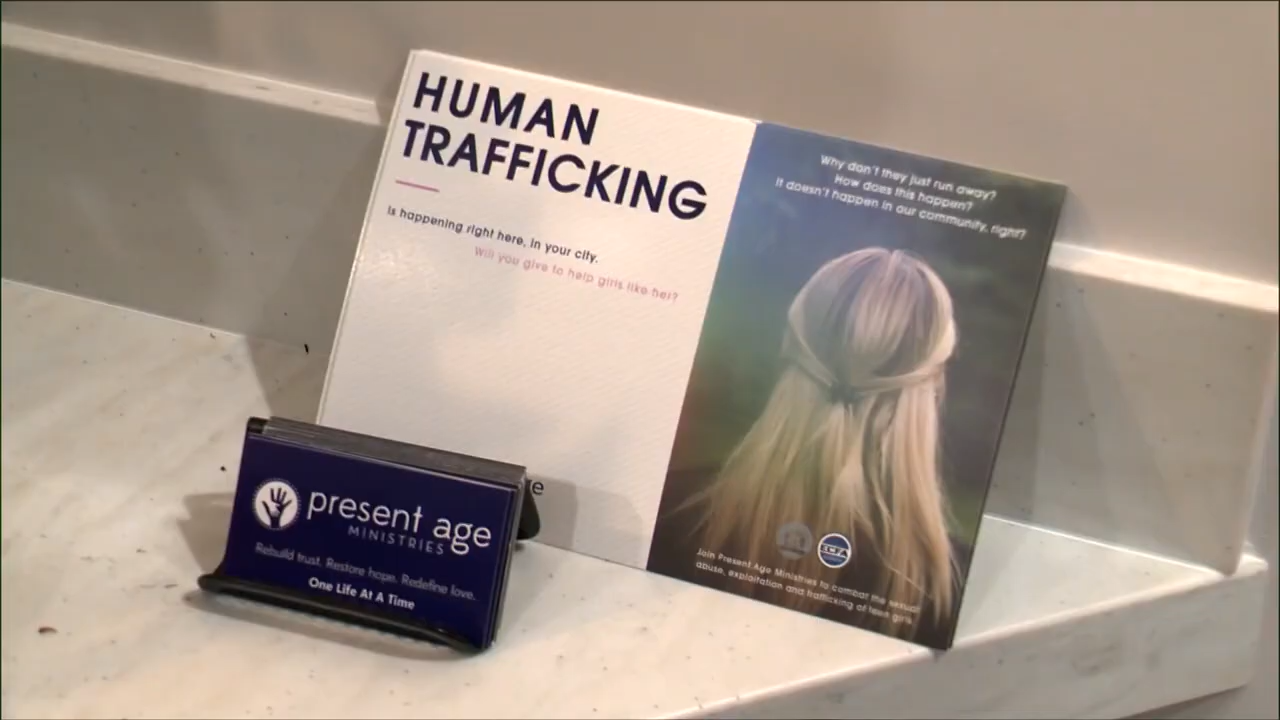 HUMAN
TRAFFICKING
Is happening right here, in your city.
Will you give to help girls like her?
re
Why don't they just run away?
How does this happen?
It doesn't happen in our community, right?
Join Present Age Ministries to combat the sexual
abuse, exploitation and trafficking of teen girls
present age
MINISTRIES
Rebuild trust. Restore hope. Redefine love.
One Life At A Time